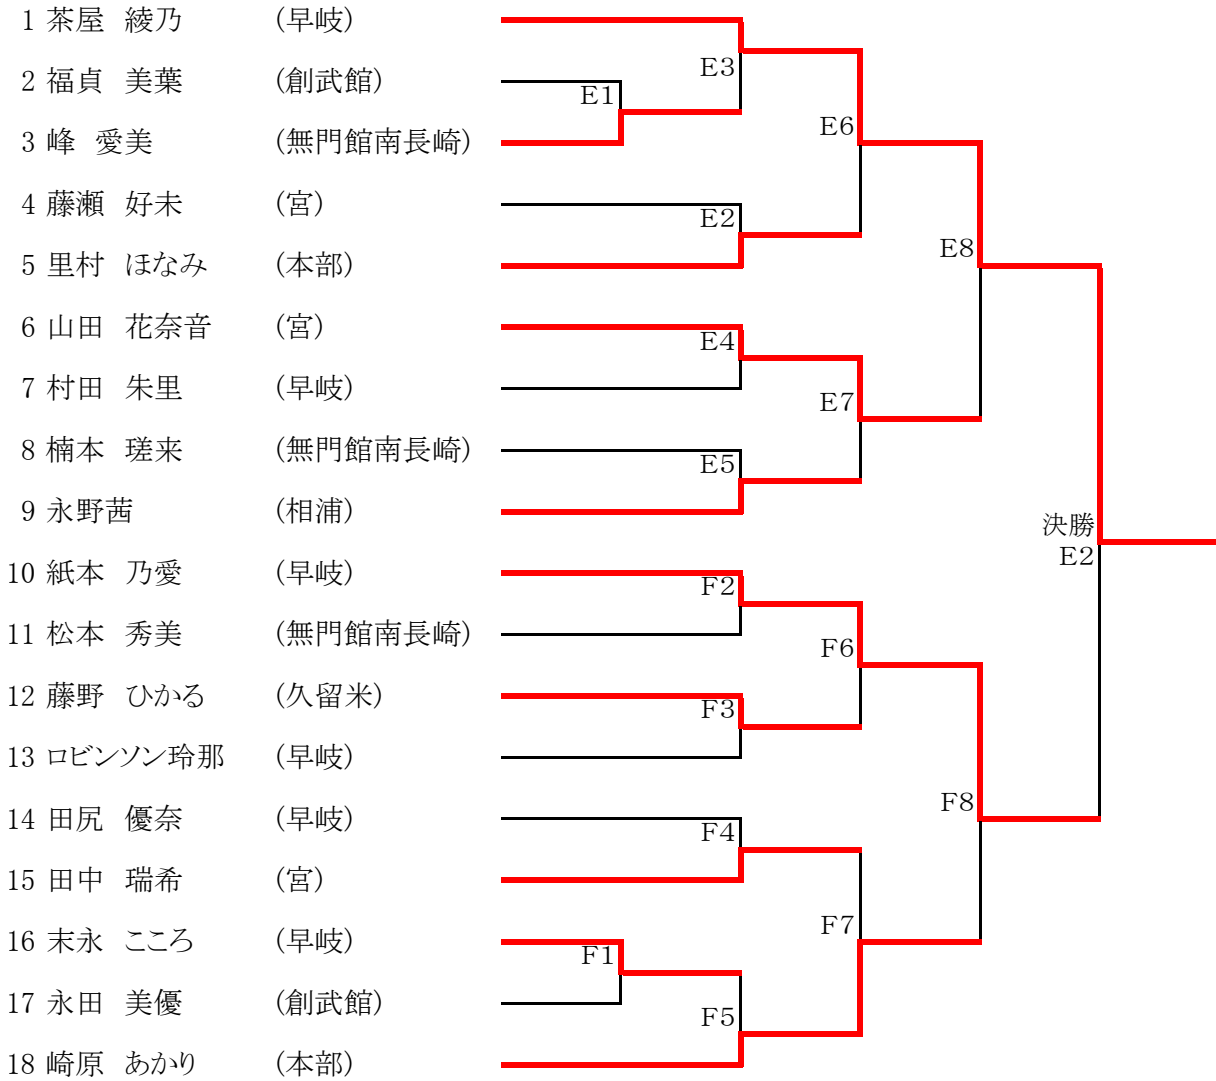 1 茶屋 綾乃 (早岐)
2 福貞 美葉 (創武館)
3 峰 愛美 (無門館南長崎)
4 藤瀬 好未 (宮)
5 里村 ほなみ (本部)
6 山田 花奈音 (宮)
7 村田 朱里 (早岐)
8 楠本 瑳来 (無門館南長崎)
9 永野茜 (相浦)
10 紙本 乃愛 (早岐)
11 松本 秀美 (無門館南長崎)
12 藤野 ひかる (久留米)
13 ロビンソン玲那 (早岐)
14 田尻 優奈 (早岐)
15 田中 瑞希 (宮)
16 末永 こころ (早岐)
17 永田 美優 (創武館)
18 崎原 あかり (本部)
E1
F1
E3
E2
E4
E5
F2
F3
F4
F5
E6
E7
F6
F7
E8
F8
決勝
E2